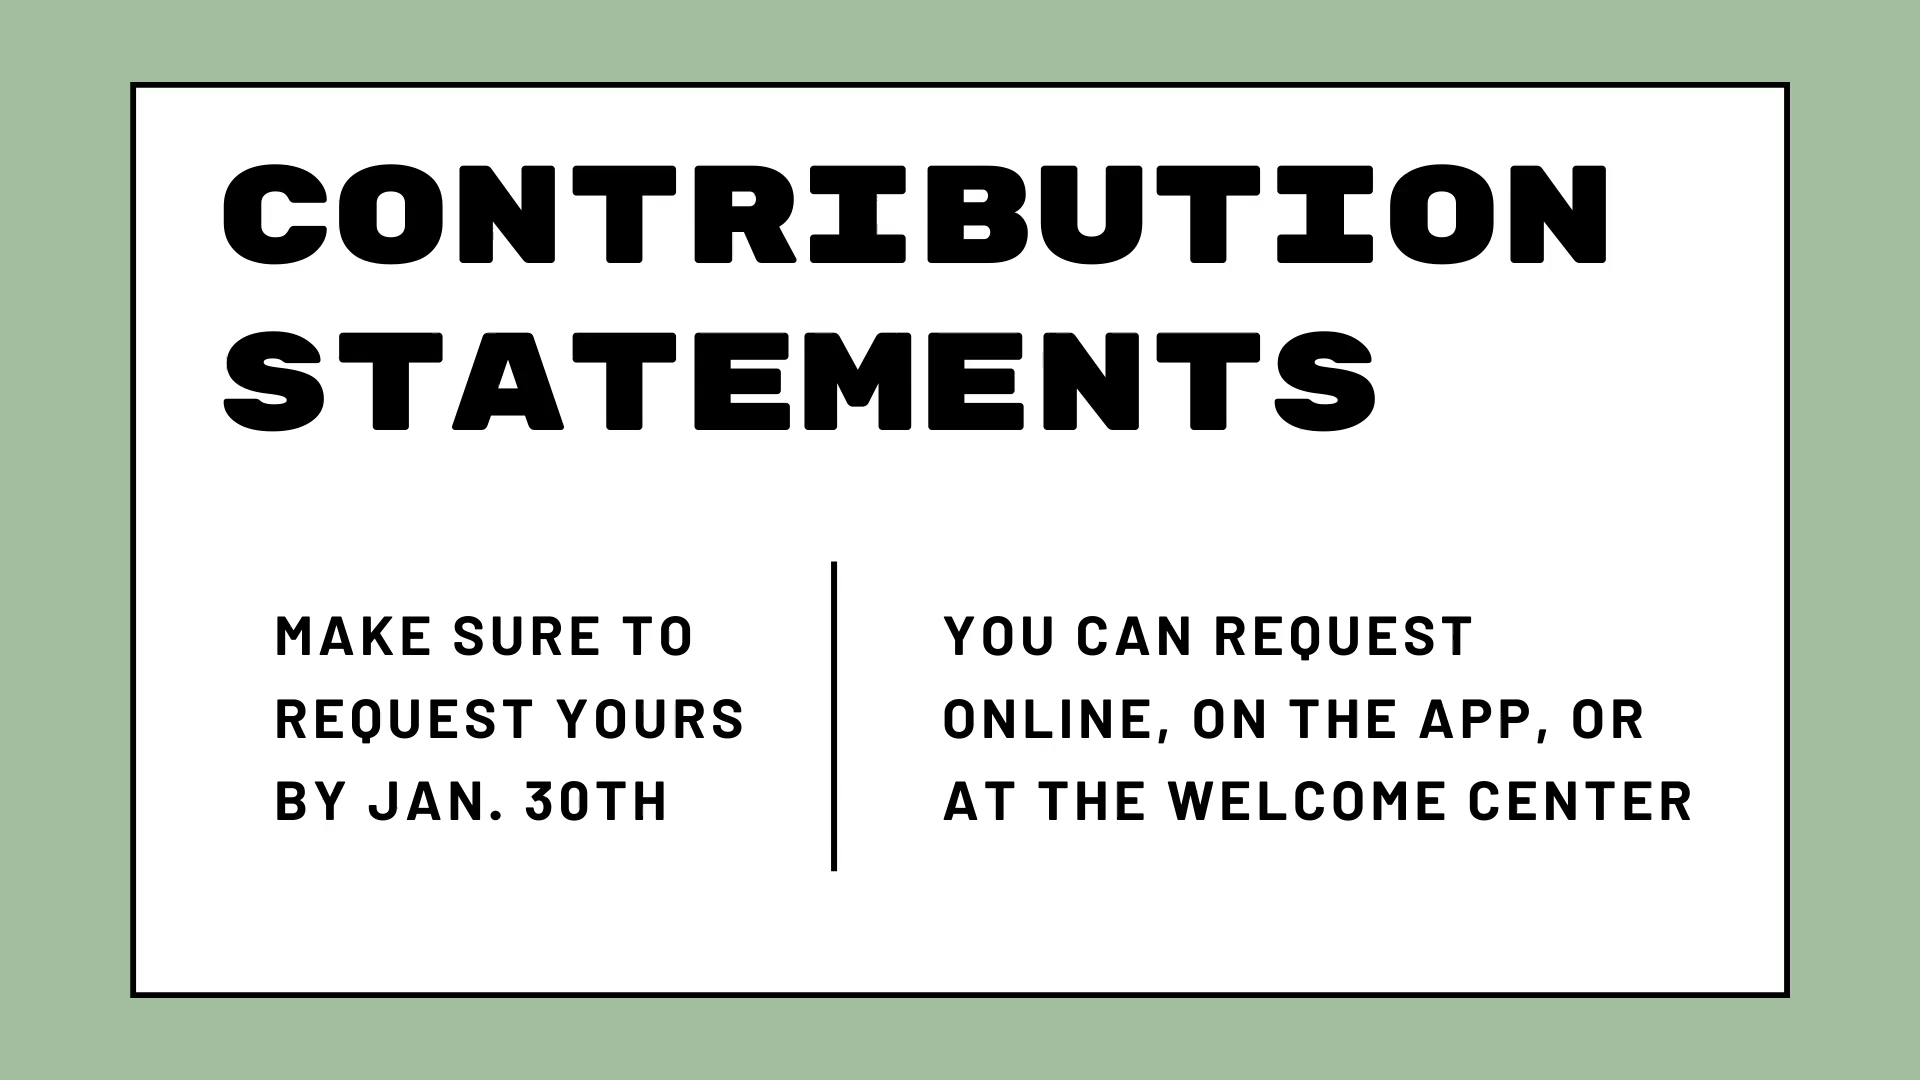 CONTRIBUTION
STATEMENTS
MAKE SURE TO
REQUEST YOURS
BY JAN. 30TH
YOU CAN REQUEST
ONLINE, ON THE APP, OR
AT THE WELCOME CENTER